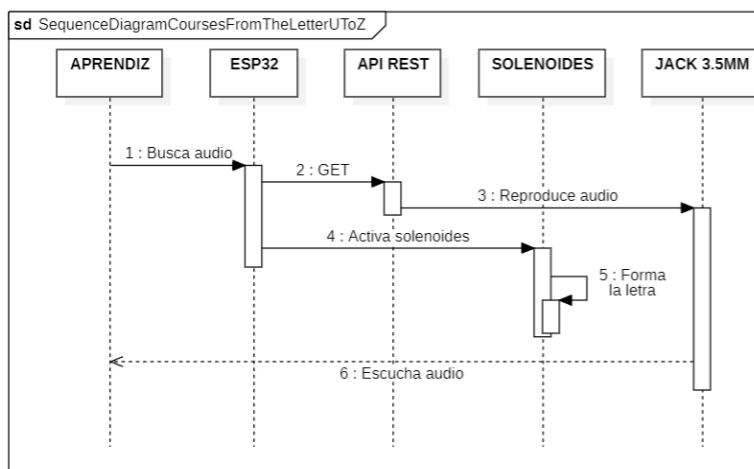 sd SequenceDiagramCoursesFromTheLetterUToZ
APRENDIZ
ESP32
API REST
SOLENOIDES
JACK 3.5MM
1 : Busca audio
2 : GET
3 : Reproduce audio
4 : Activa solenoides
5 : Forma
la letra
6 : Escucha audio